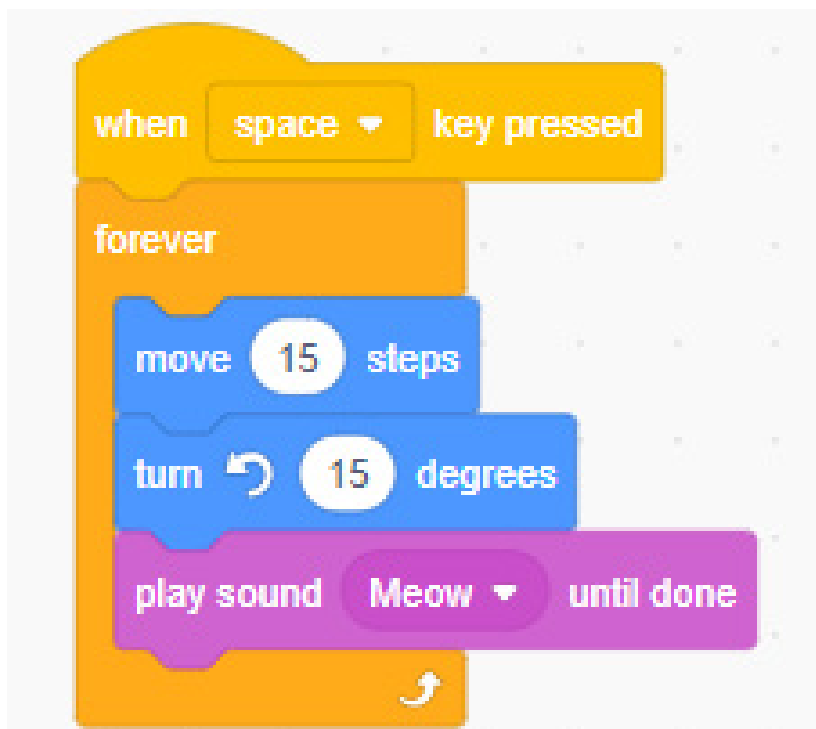 when space key pressed
forever
move 15 steps
turn 15 degrees
play sound Meow until done